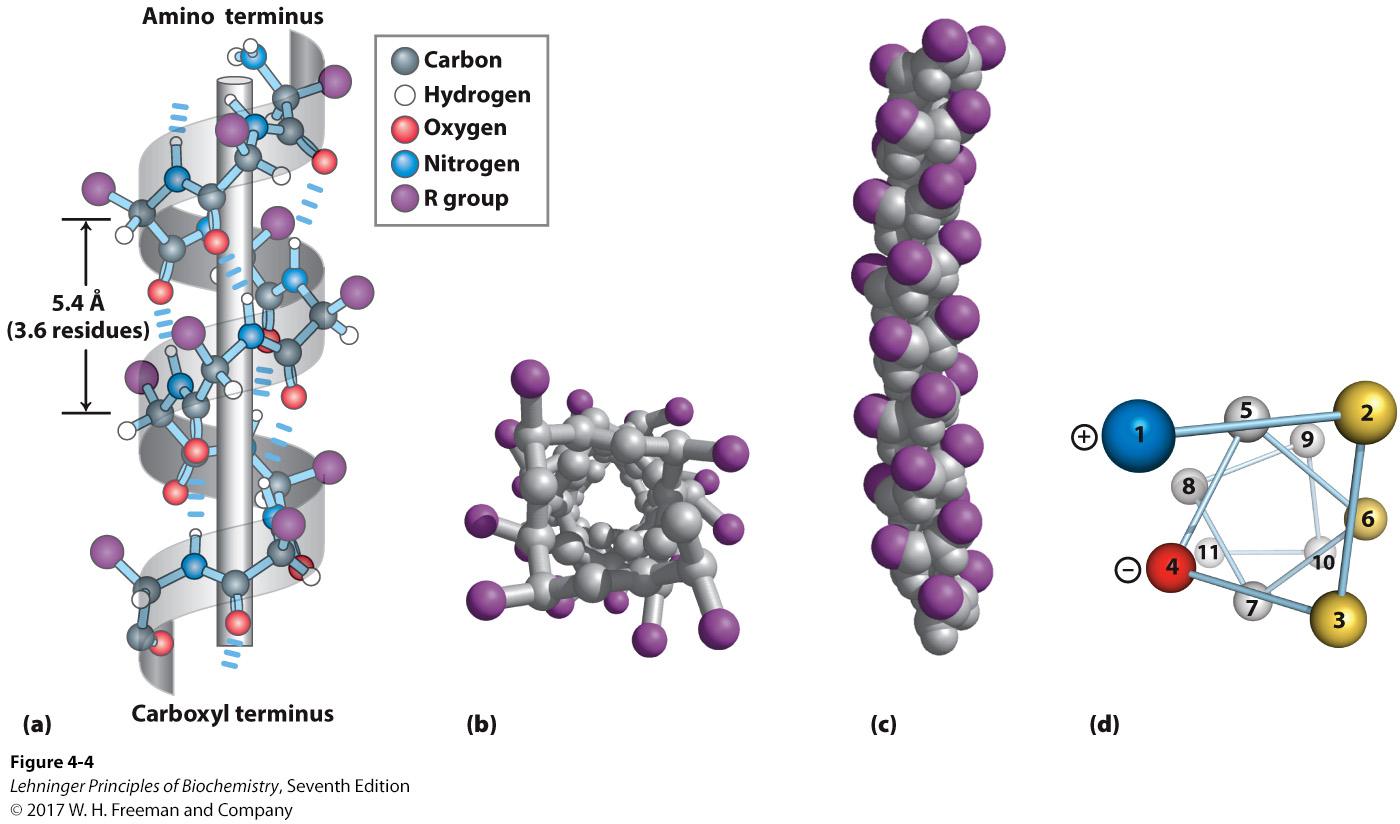 Amino terminus
Carbon
Hydrogen
Oxygen
Nitrogen
R group
5.4 Å
(3.6 residues)
Carboxyl terminus
+
1
2
3
−
4
5
6
7
8
9
10
11
(a)
(b)
(c)
(d)
Figure 4-4
Lehninger Principles of Biochemistry, Seventh Edition
© 2017 W. H. Freeman and Company